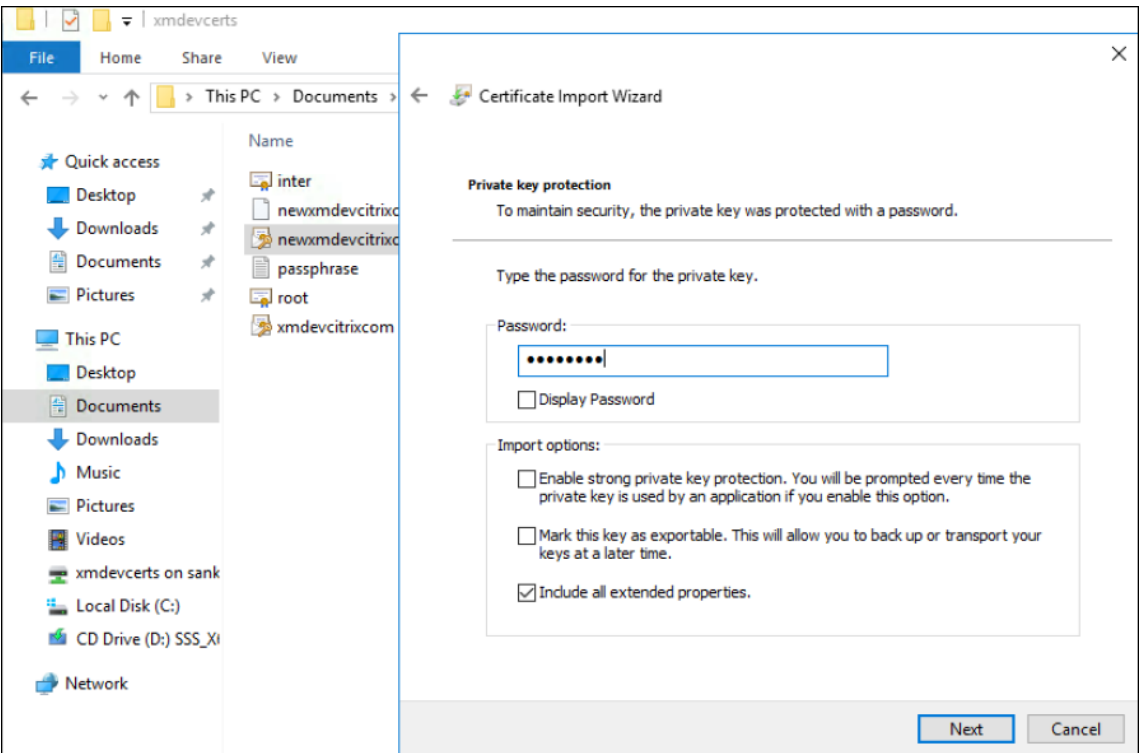 xmdevcerts
File Home Share View
This PC > Documents >
Name
Quick access
Desktop
Downloads
Documents
Pictures
This PC
Desktop
Documents
Downloads
Music
Pictures
Videos
xmdevcerts on sank
Local Disk (C:)
CD Drive (D:) SSS_X
Network
inter
newxmdevcitrixc
newxmdevcitrixc
passphrase
root
xmdevcitrixcom
Certificate Import Wizard
Private key protection
To maintain security, the private key was protected with a password.
Type the password for the private key.
Password:
••••••••
Display Password
Import options:
Enable strong private key protection. You will be prompted every time the
private key is used by an application if you enable this option.
Mark this key as exportable. This will allow you to back up or transport your
keys at a later time.
Include all extended properties.
Next Cancel